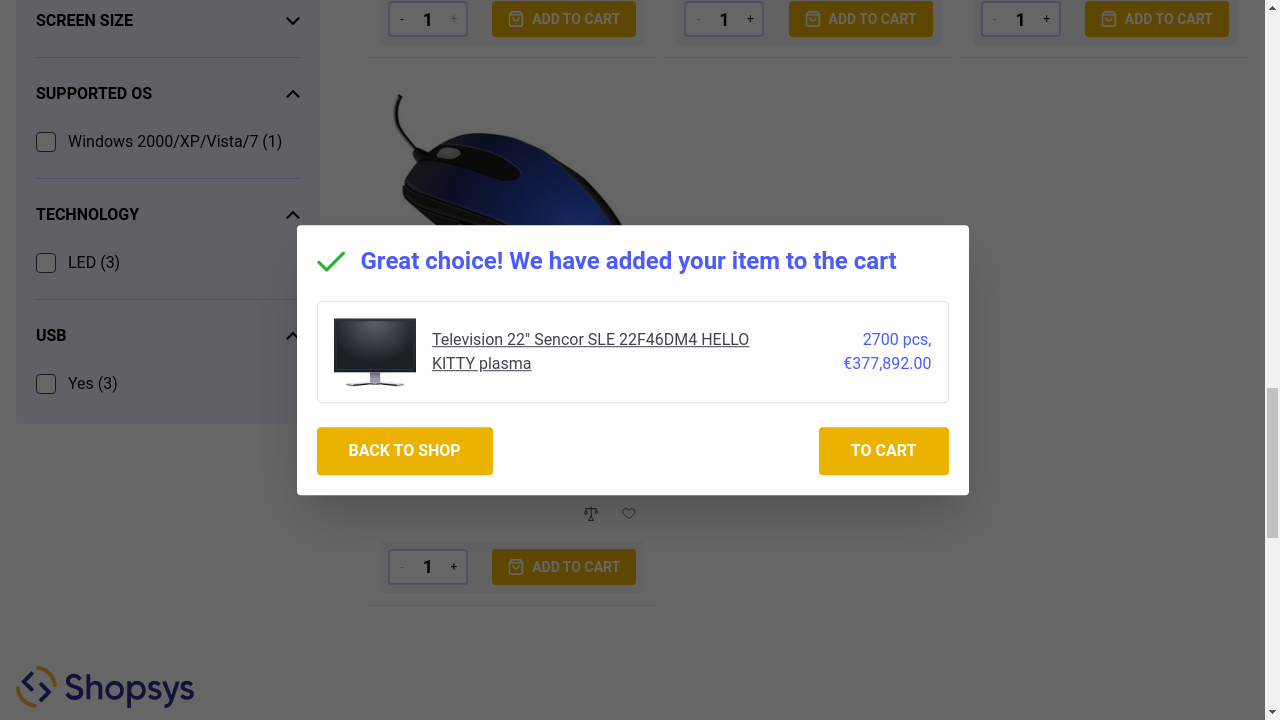 SCREEN SIZE
- 1 +
ADD TO CART
- 1 +
ADD TO CART
- 1 +
ADD TO CART
SUPPORTED OS
Windows 2000/XP/Vista/7 (1)
TECHNOLOGY
LED (3)
USB
Yes (3)
Great choice! We have added your item to the cart
Television 22" Sencor SLE 22F46DM4 HELLO
KITTY plasma
2700 pcs,
€377,892.00
BACK TO SHOP
TO CART
- 1 +
ADD TO CART
Shopsys